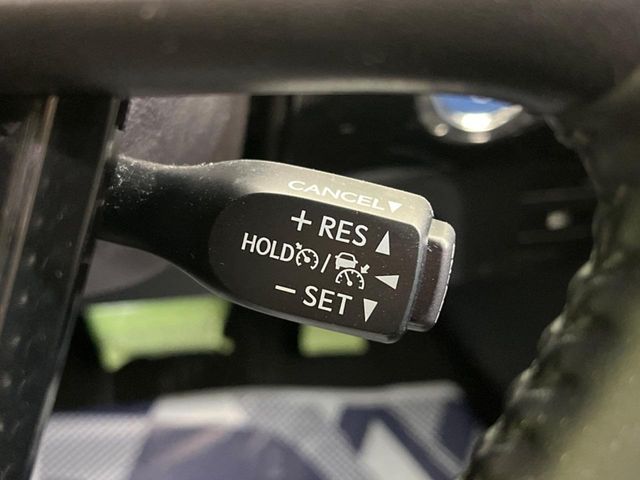 CANCEL▼
+ RES ▲
HOLD /
− SET ▼